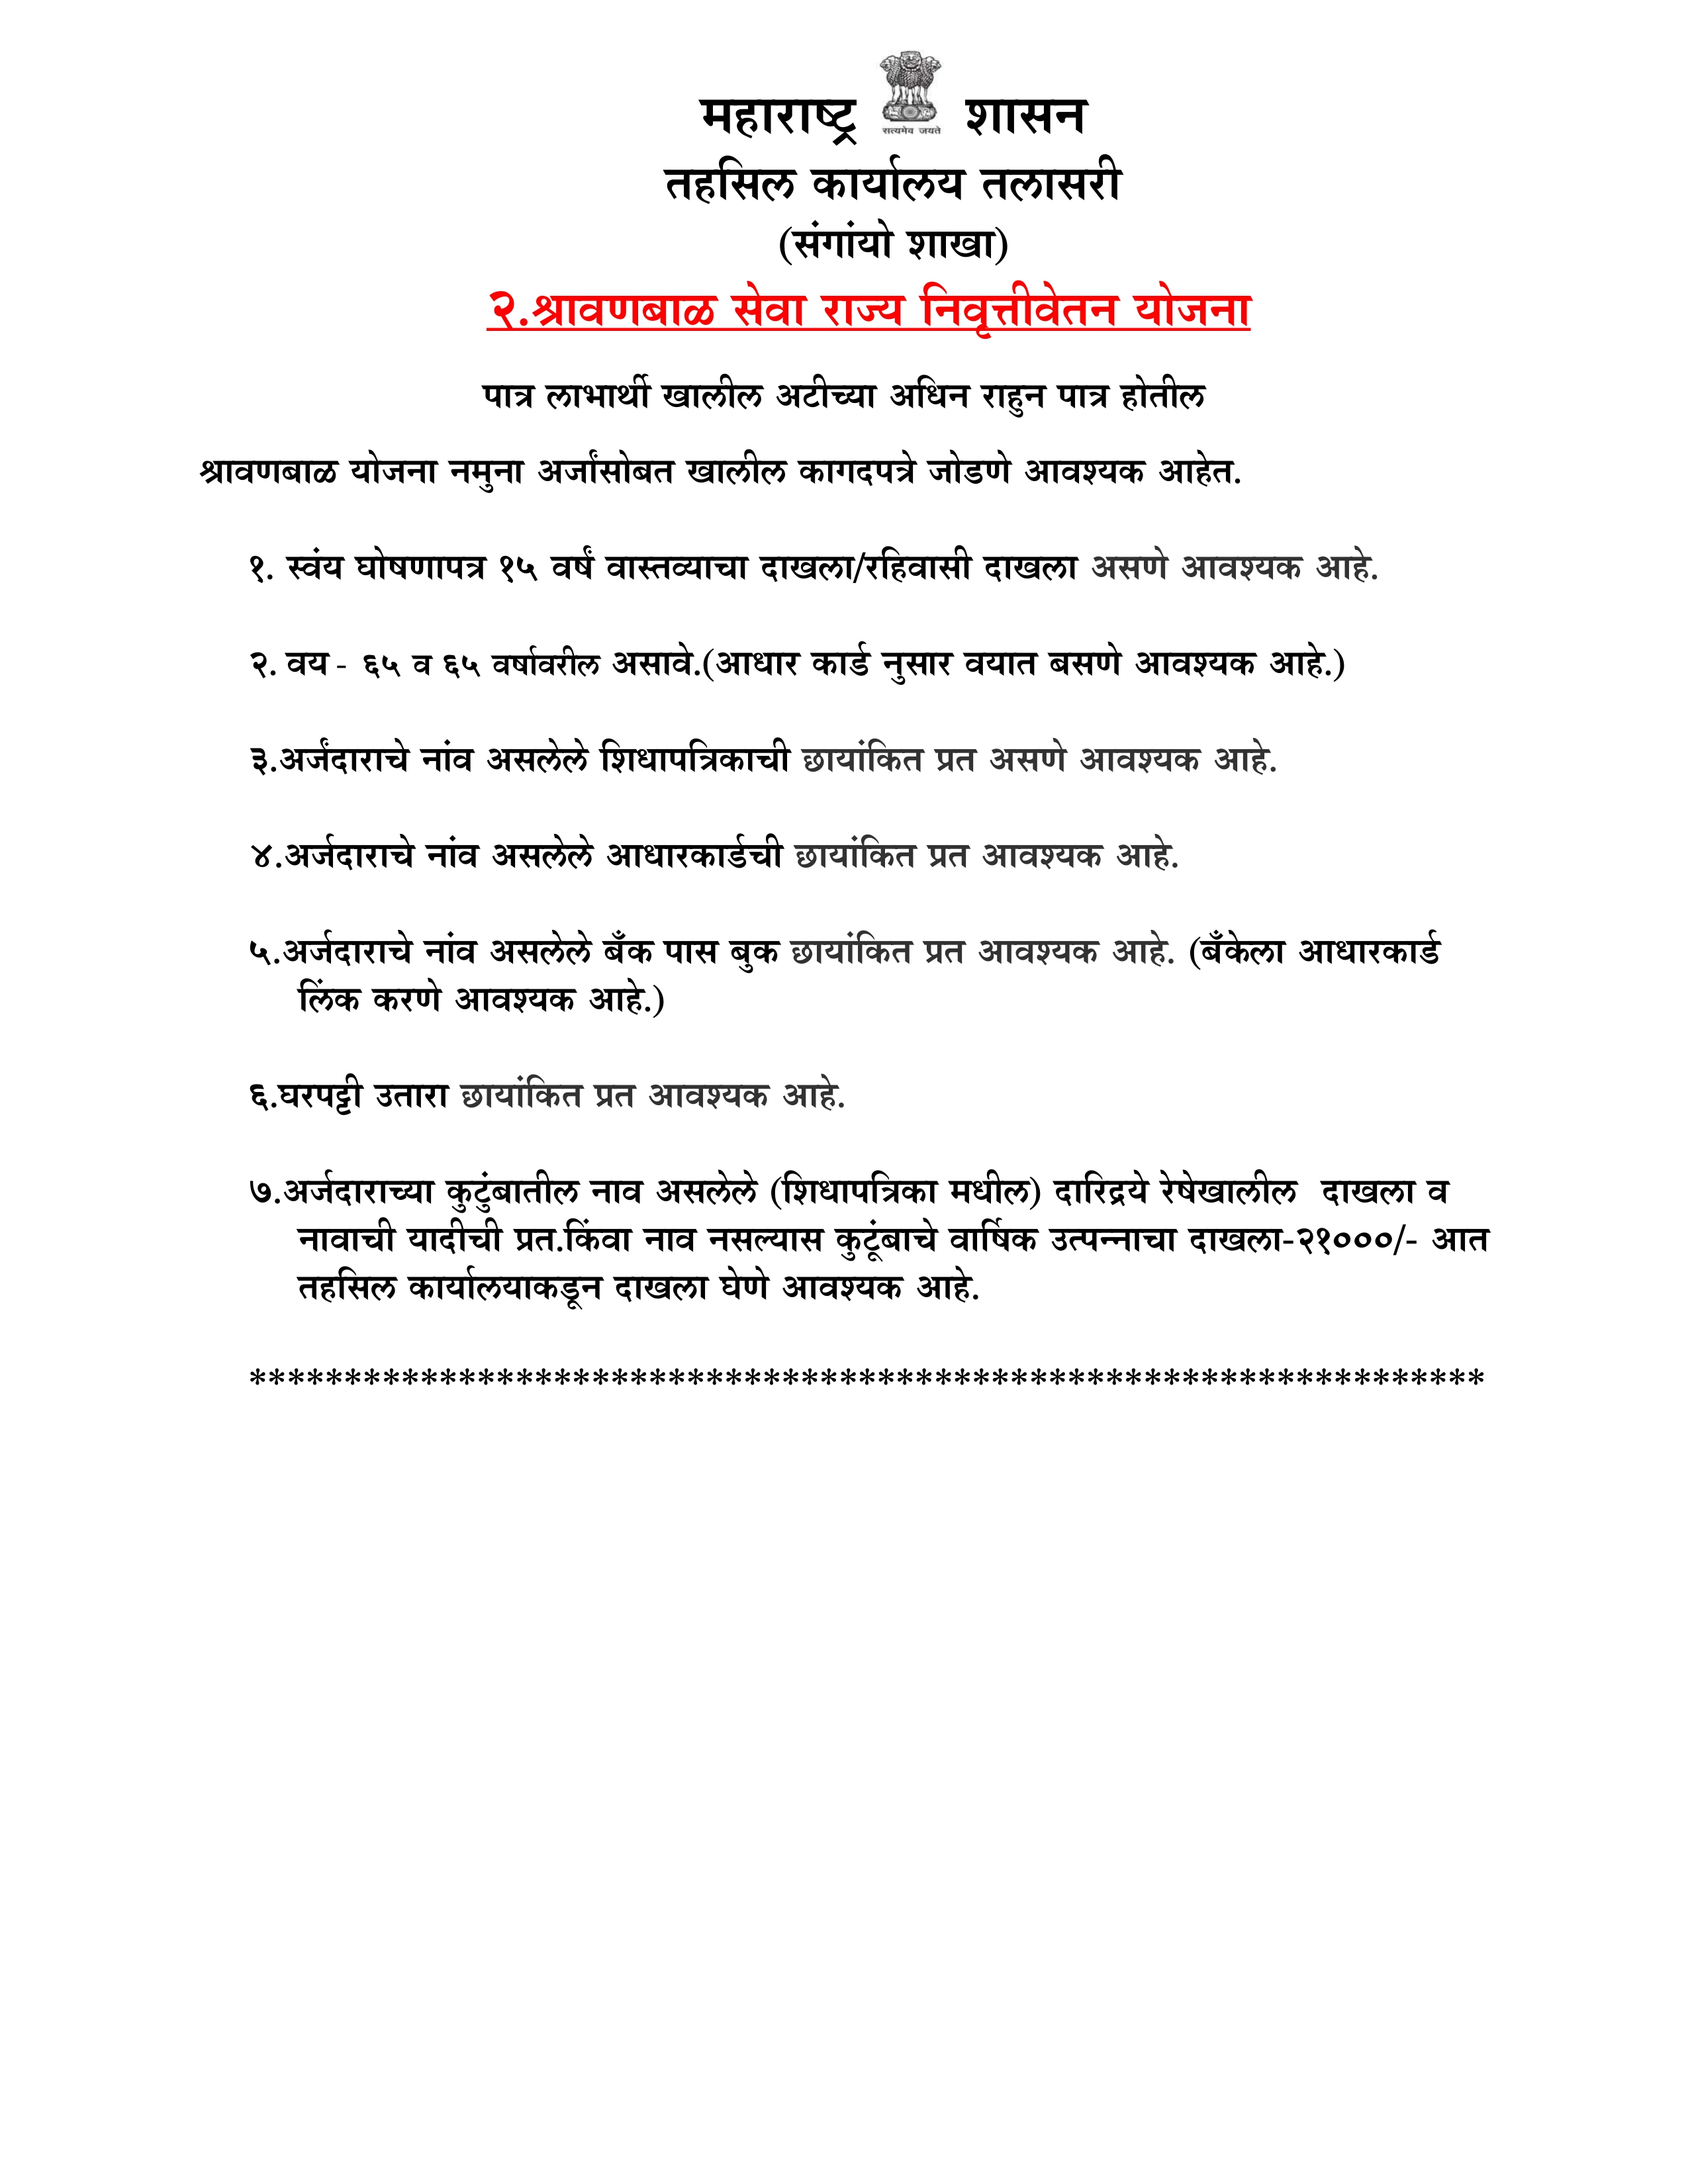 महाराष्ट्र शासन
सत्यमेव जयते
तहसिल कार्यालय तलासरी
(संगांयो शाखा)
२.श्रावणबाळ सेवा राज्य निवृत्तीवेतन योजना
पात्र लाभार्थी खालील अटीच्या अधिन राहुन पात्र होतील
श्रावणबाळ योजना नमुना अर्जांसोबत खालील कागदपत्रे जोडणे आवश्यक आहेत.
१. स्वंय घोषणापत्र १५ वर्षं वास्तव्याचा दाखला/रहिवासी दाखला असणे आवश्यक आहे.
२. वय - ६५ व ६५ वर्षावरील असावे.(आधार कार्ड नुसार वयात बसणे आवश्यक आहे.)
३.अर्जंदाराचे नांव असलेले शिधापत्रिकाची छायांकित प्रत असणे आवश्यक आहे.
४.अर्जदाराचे नांव असलेले आधारकार्डची छायांकित प्रत आवश्यक आहे.
५.अर्जदाराचे नांव असलेले बँक पास बुक छायांकित प्रत आवश्यक आहे. (बँकेला आधारकार्ड
लिंक करणे आवश्यक आहे.)
६.घरपट्टी उतारा छायांकित प्रत आवश्यक आहे.
७.अर्जदाराच्या कुटुंबातील नाव असलेले (शिधापत्रिका मधील) दारिद्रये रेषेखालील दाखला व
नावाची यादीची प्रत.किंवा नाव नसल्यास कुटूंबाचे वार्षिक उत्पन्नाचा दाखला-२१०००/- आत
तहसिल कार्यालयाकडून दाखला घेणे आवश्यक आहे.
*****************************************************************